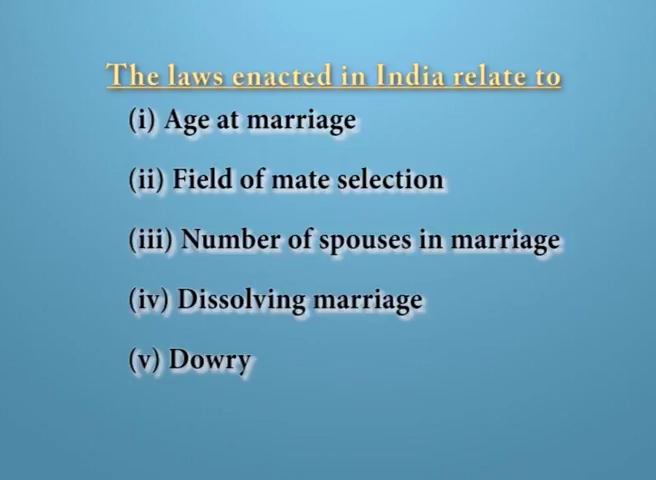 The laws enacted in India relate to
(i) Age at marriage
(ii) Field of mate selection
(iii) Number of spouses in marriage
(iv) Dissolving marriage
(v) Dowry